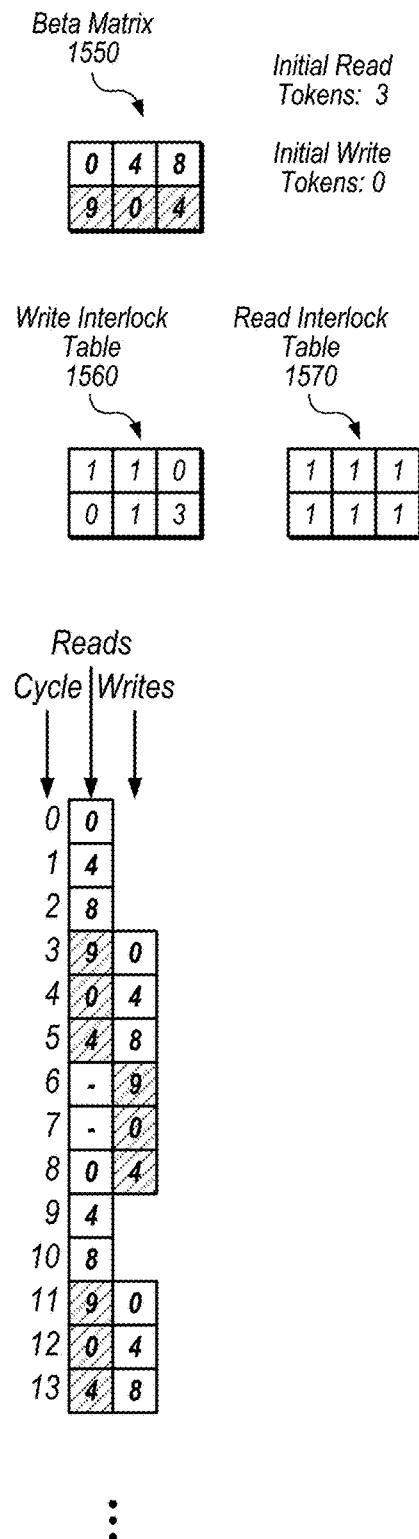 Beta Matrix
1550
Initial Read
Tokens: 3
Initial Write
Tokens: 0
0 4 8
9 0 4
Write Interlock
Table
1560
Read Interlock
Table
1570
1 1 0
0 1 3
1 1 1
1 1 1
Reads
Cycle Writes
0 0
1 4
2 8
3 9 0
4 0 4
5 4 8
6 - 9
7 - 0
8 0 4
9 4
10 8
11 9 0
12 0 4
13 4 8